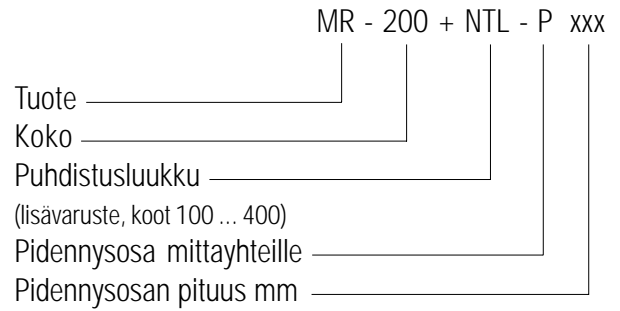 MR - 200 + NTL - P xxx
Tuote
Koko
Puhdistusluukku
(lisävaruste, koot 100 ... 400)
Pidennysosa mittayhteille
Pidennysosan pituus mm